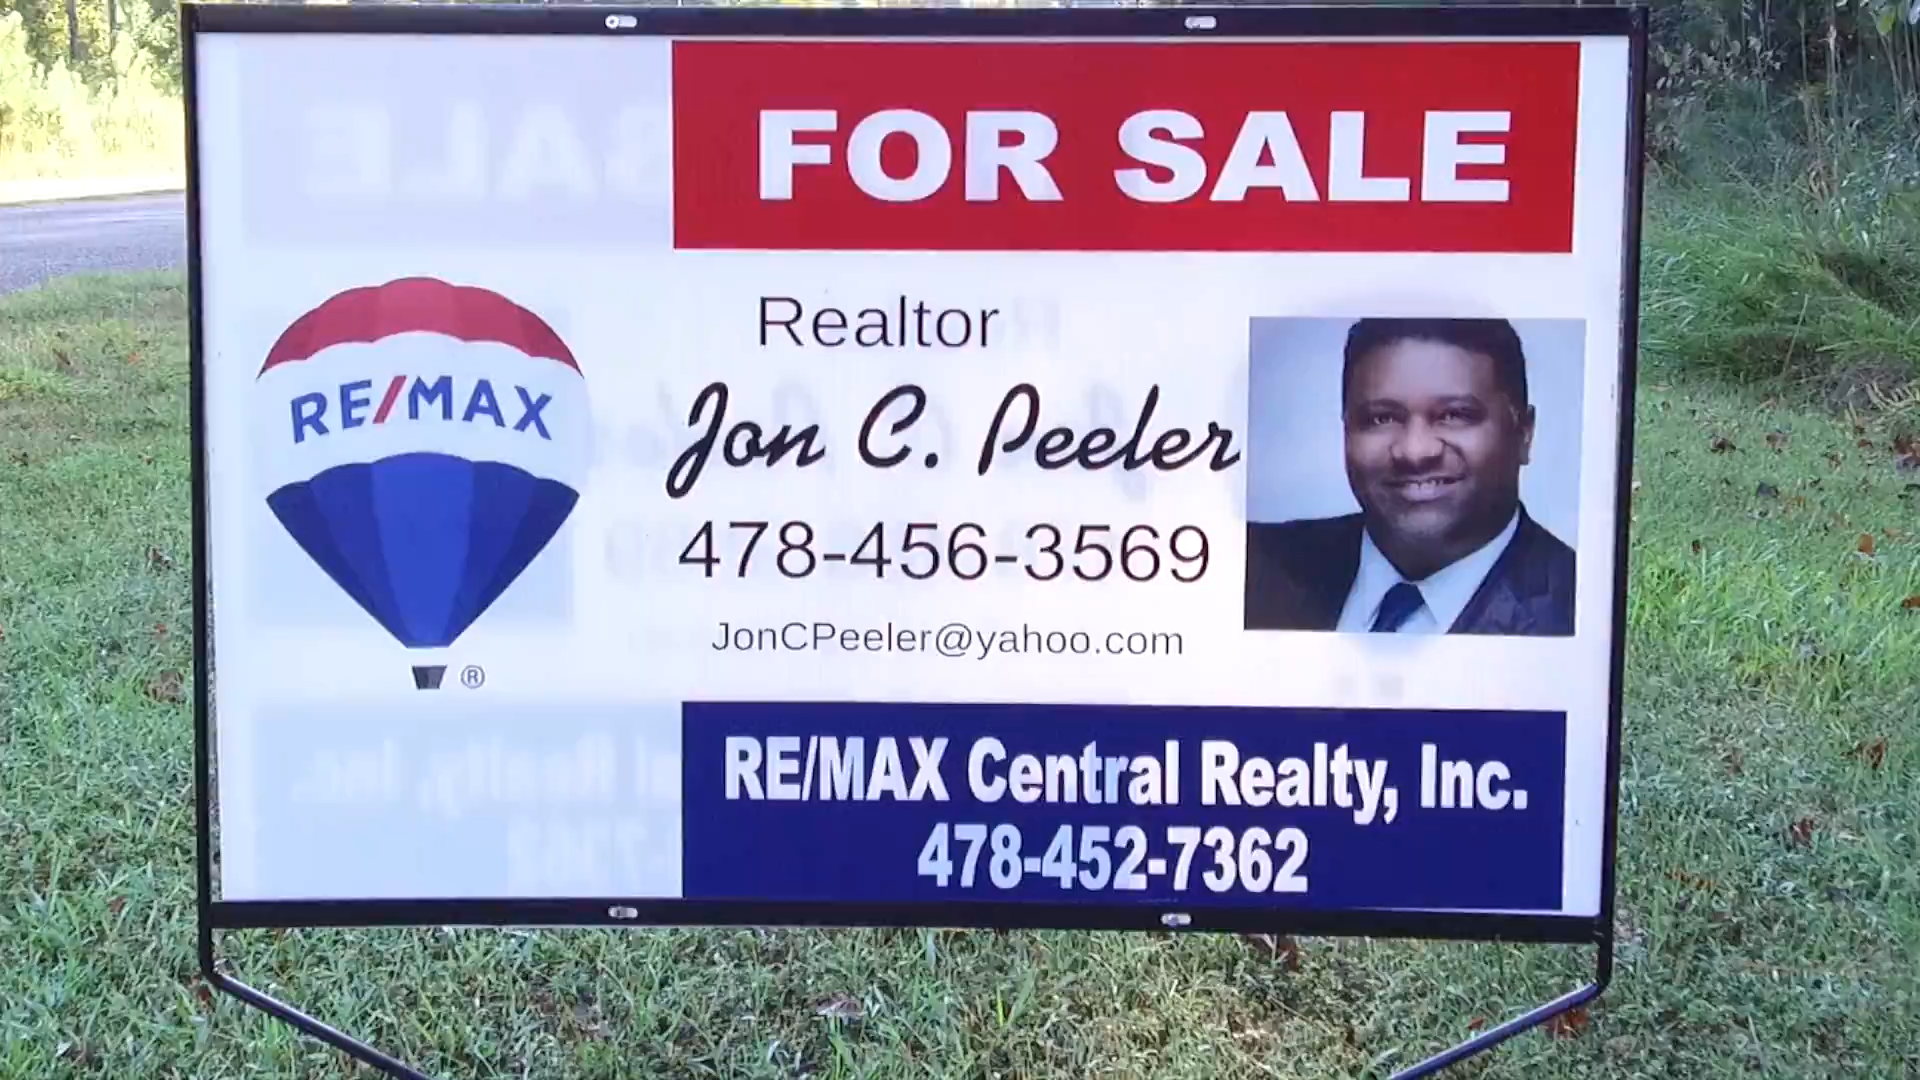 FOR SALE
RE/MAX
®
Realtor
Jon C. Peeler
478-456-3569
JonCPeeler@yahoo.com
RE/MAX Central Realty, Inc.
478-452-7362